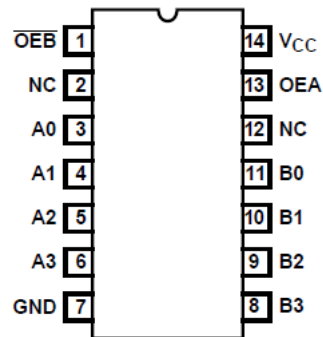 O̅E̅B̅ 1 14 VCC
NC 2 13 OEA
A0 3 12 NC
A1 4 11 B0
A2 5 10 B1
A3 6 9 B2
GND 7 8 B3